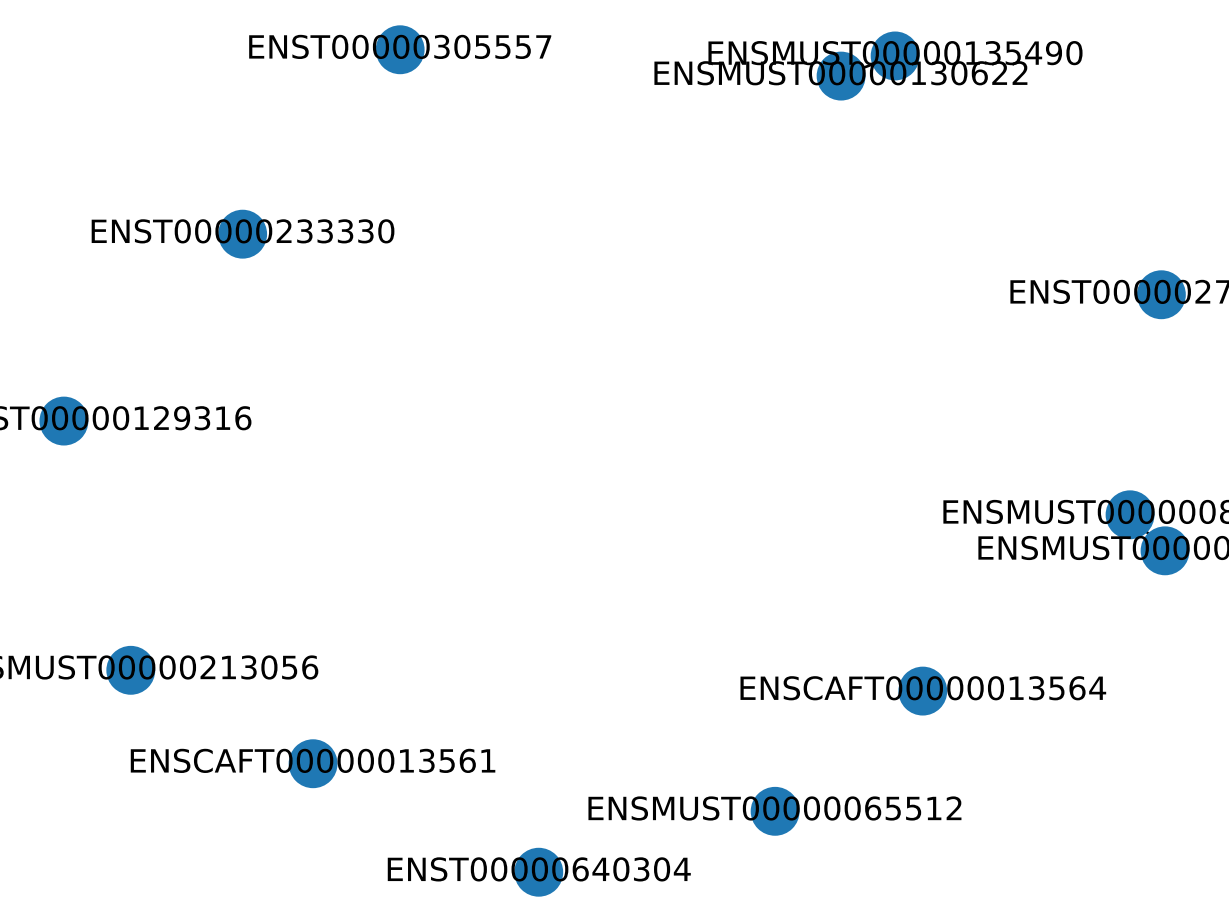 ENST00000305557
ENSMUST00000135490
ENSMUST00000130622
ENST00000233330
ENST0000027
ST00000129316
ENSMUST0000008
ENSMUST00000
SMUST00000213056
ENSCAFT00000013564
ENSCAFT00000013561
ENSMUST00000065512
ENST00000640304